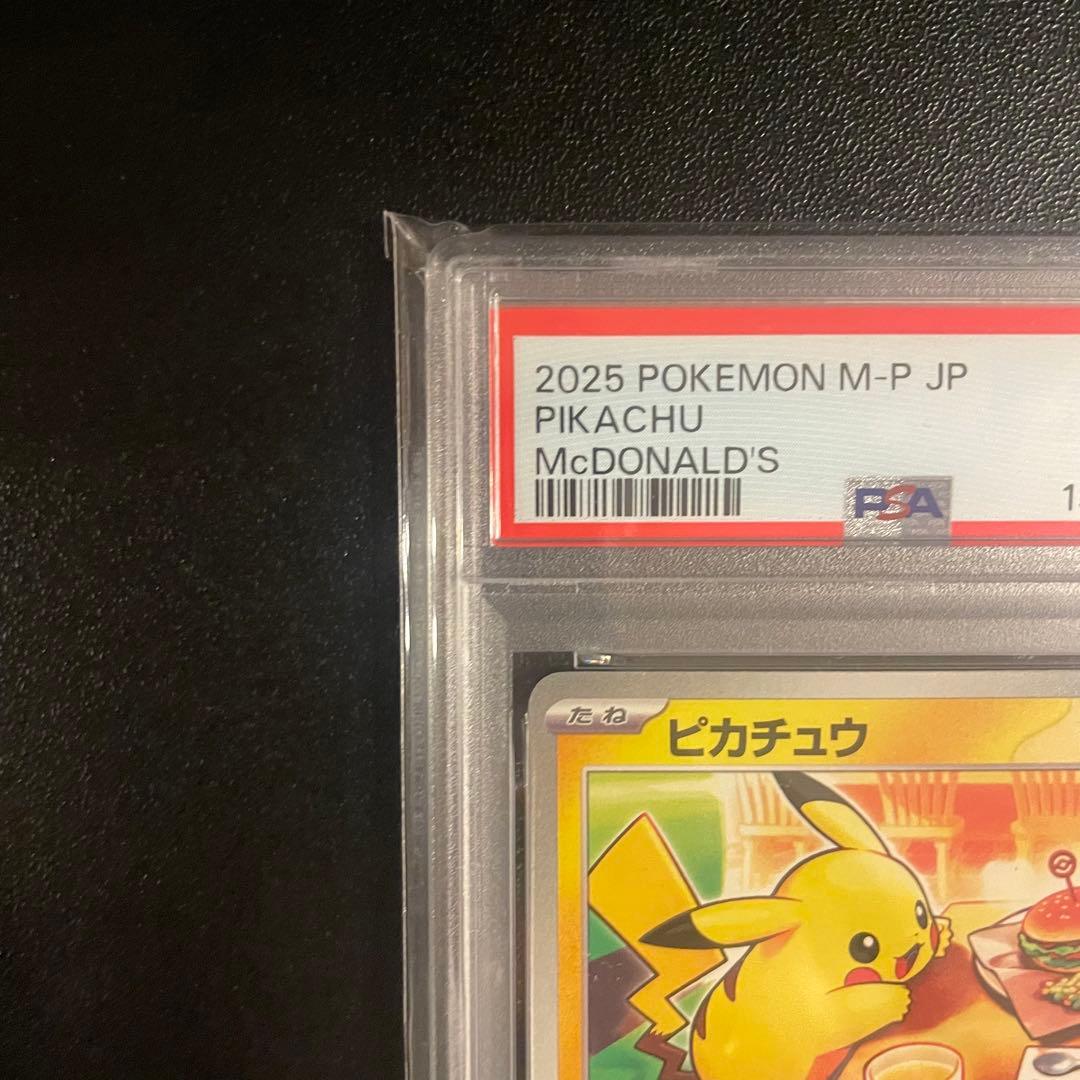 2025 POKEMON M-P JP
PIKACHU
McDONALD'S
PSA
たね
ピカチュウ